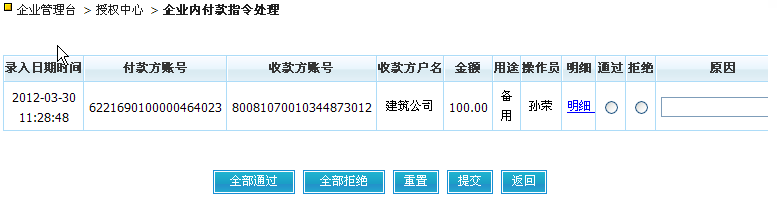 企业管理台 > 授权中心 > 企业内付款指令处理
录入日期时间 付款方账号 收款方账号 收款方户名 金额 用途 操作员 明细 通过 拒绝 原因
2012-03-30 11:28:48 6221690100000464023 80081070010344873012 建筑公司 100.00 备用 孙荣 明细
全部通过 全部拒绝 重置 提交 返回